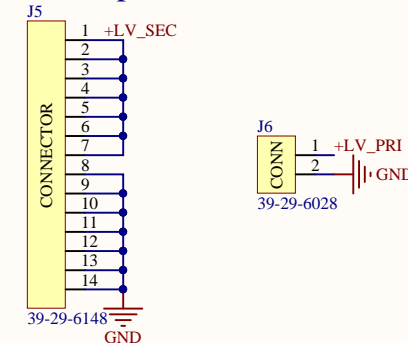 J5
1 +LV_SEC
2
3
4
5
6
7
8
9
10
11
12
13
14
CONNECTOR
39-29-6148
GND
J6
1 +LV_PRI
2 GND
CONN
39-29-6028